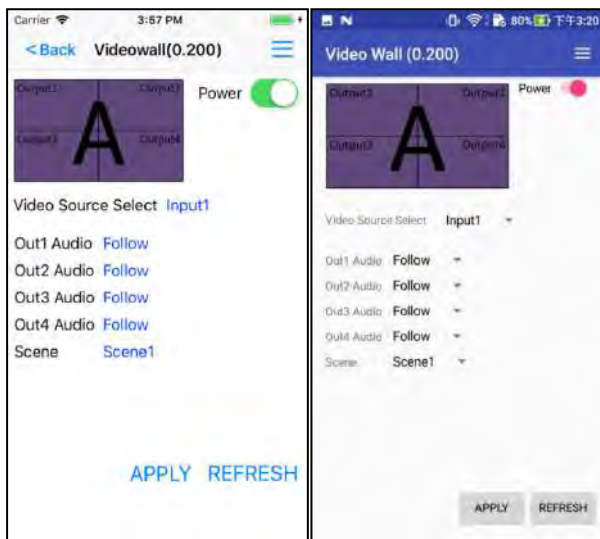 Carrier 3:57 PM
< Back Videowall(0.200)
Output1 Output2
Power
A
Output3 Output4
Video Source Select Input1
Out1 Audio Follow
Out2 Audio Follow
Out3 Audio Follow
Out4 Audio Follow
Scene Scene1
APPLY REFRESH
N 80% 下午3:20
Video Wall (0.200)
Output1 Output2
Power
A
Output3 Output4
Video Source Select Input1
Out1 Audio Follow
Out2 Audio Follow
Out3 Audio Follow
Out4 Audio Follow
Scene Scene1
APPLY REFRESH